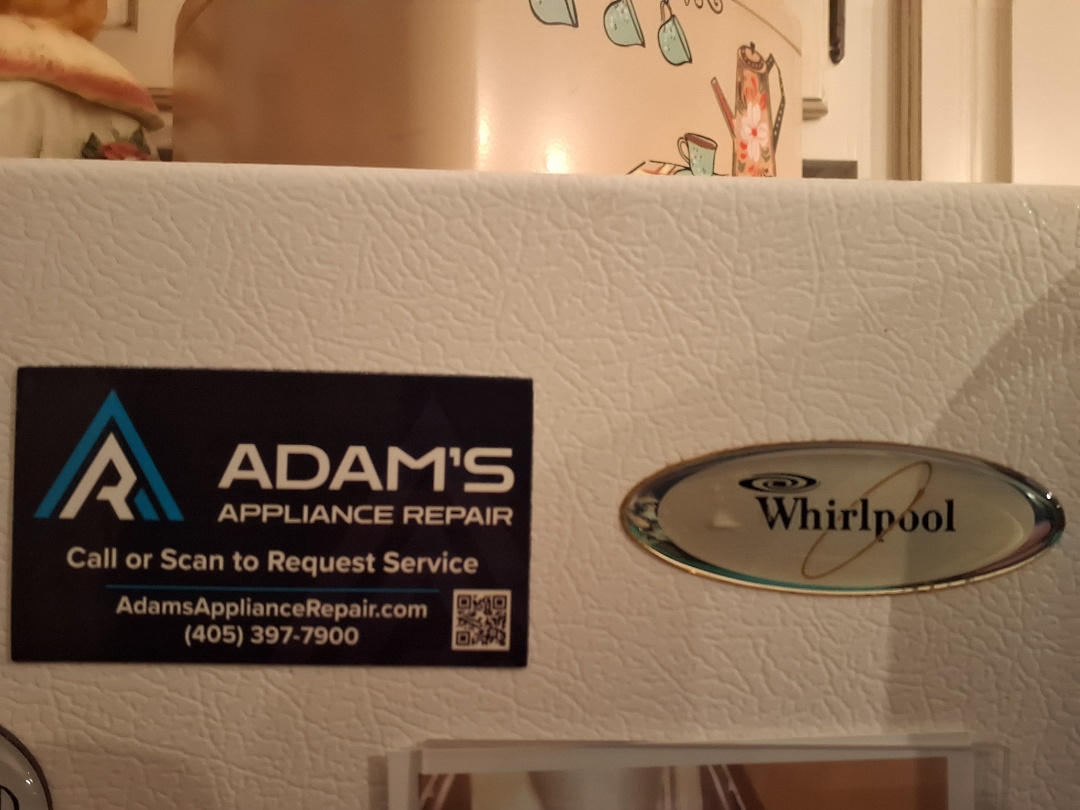 ADAM'S
APPLIANCE REPAIR
Call or Scan to Request Service
AdamsApplianceRepair.com
(405) 397-7900
Whirlpool